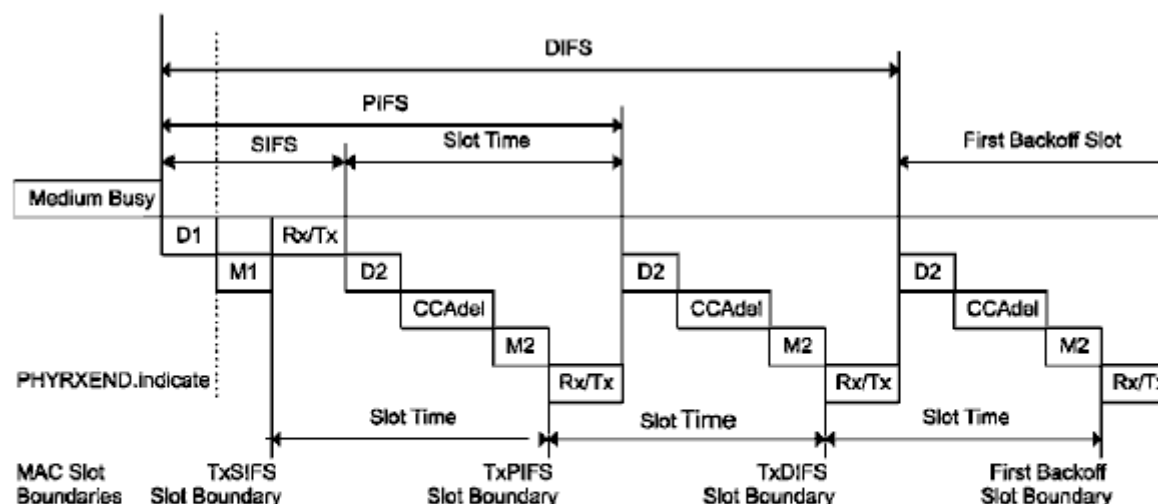 DIFS
PIFS
SIFS
Slot Time
First Backoff Slot
Medium Busy
D1
Rx/Tx
M1
D2
D2
D2
CCAdel
CCAdel
CCAdel
M2
M2
M2
PHYRXEND.indicate
Rx/Tx
Rx/Tx
Rx/Tx
Slot Time
Slot Time
Slot Time
MAC Slot
Boundaries
TxSIFS
Slot Boundary
TxPIFS
Slot Boundary
TxDIFS
Slot Boundary
First Backoff
Slot Boundary